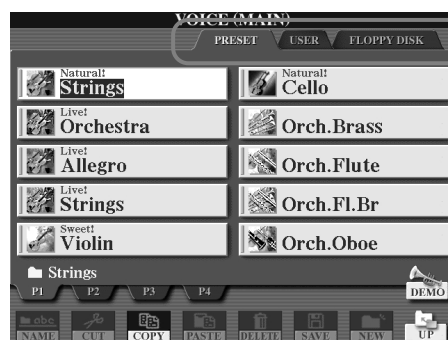 VOICE (MAIN)
PRESET USER FLOPPY DISK
Natural!
Strings
Natural!
Cello
Live!
Orchestra
Orch.Brass
Live!
Allegro
Orch.Flute
Live!
Strings
Orch.Fl.Br
Sweet!
Violin
Orch.Oboe
Strings
P1 P2 P3 P4
DEMO
abc
NAME CUT COPY PASTE DELETE SAVE NEW UP